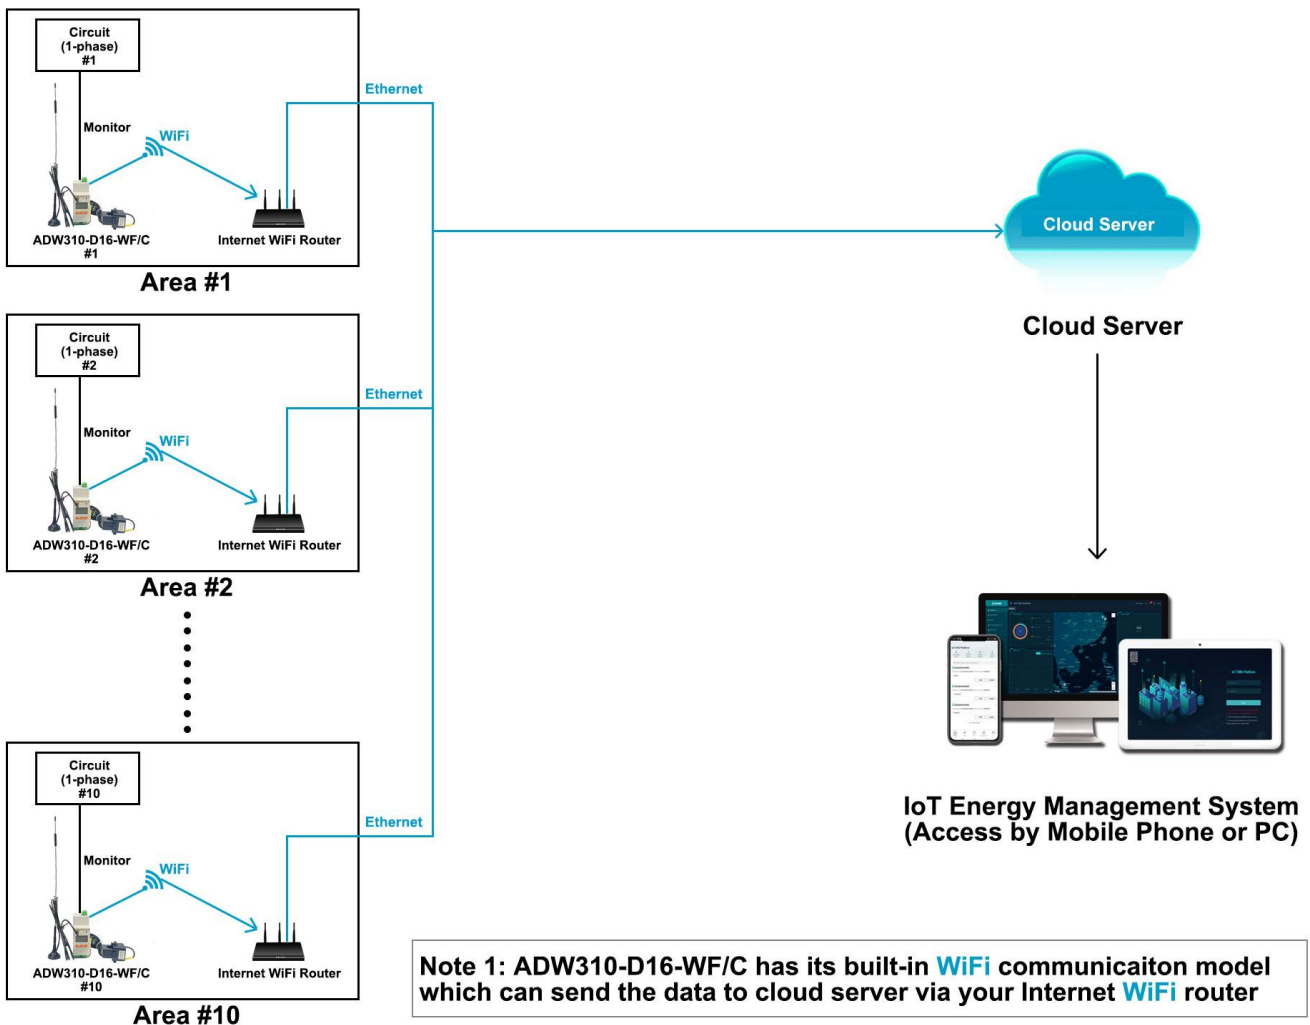 Circuit
(1-phase)
#1
Monitor
WiFi
Ethernet
ADW310-D16-WF/C
#1
Internet WiFi Router
Area #1
Circuit
(1-phase)
#2
Monitor
WiFi
Ethernet
ADW310-D16-WF/C
#2
Internet WiFi Router
Area #2
Circuit
(1-phase)
#10
Monitor
WiFi
Ethernet
ADW310-D16-WF/C
#10
Internet WiFi Router
Area #10
Cloud Server
Cloud Server
IoT Energy Management System
(Access by Mobile Phone or PC)
Note 1: ADW310-D16-WF/C has its built-in WiFi communicaiton model
which can send the data to cloud server via your Internet WiFi router